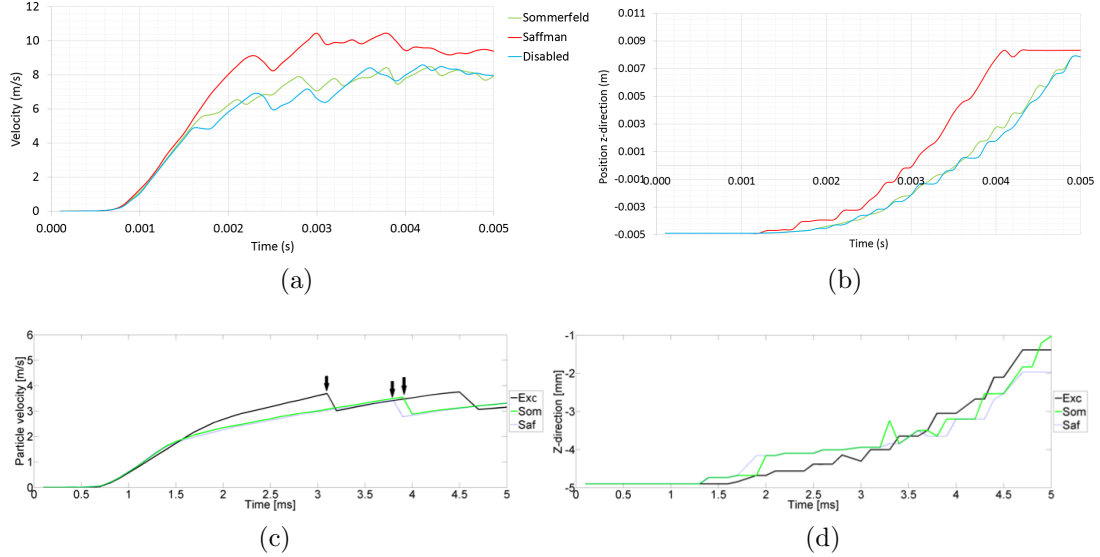 12
10
8
6
4
2
0
Velocity (m/s)
0.000 0.001 0.002 0.003 0.004 0.005
Time (s)
Sommerfeld
Saffman
Disabled
(a)
0.011
0.009
0.007
0.005
0.003
0.001
-0.001
-0.003
-0.005
Position z-direction (m)
0.000 0.001 0.002 0.003 0.004 0.005
Time (s)
(b)
6
5
4
3
2
1
0
Particle velocity [m/s]
0 0.5 1 1.5 2 2.5 3 3.5 4 4.5 5
Time [ms]
Exc
Som
Saf
(c)
-1
-2
-3
-4
-5
Z-direction [mm]
0 0.5 1 1.5 2 2.5 3 3.5 4 4.5 5
Time [ms]
Exc
Som
Saf
(d)